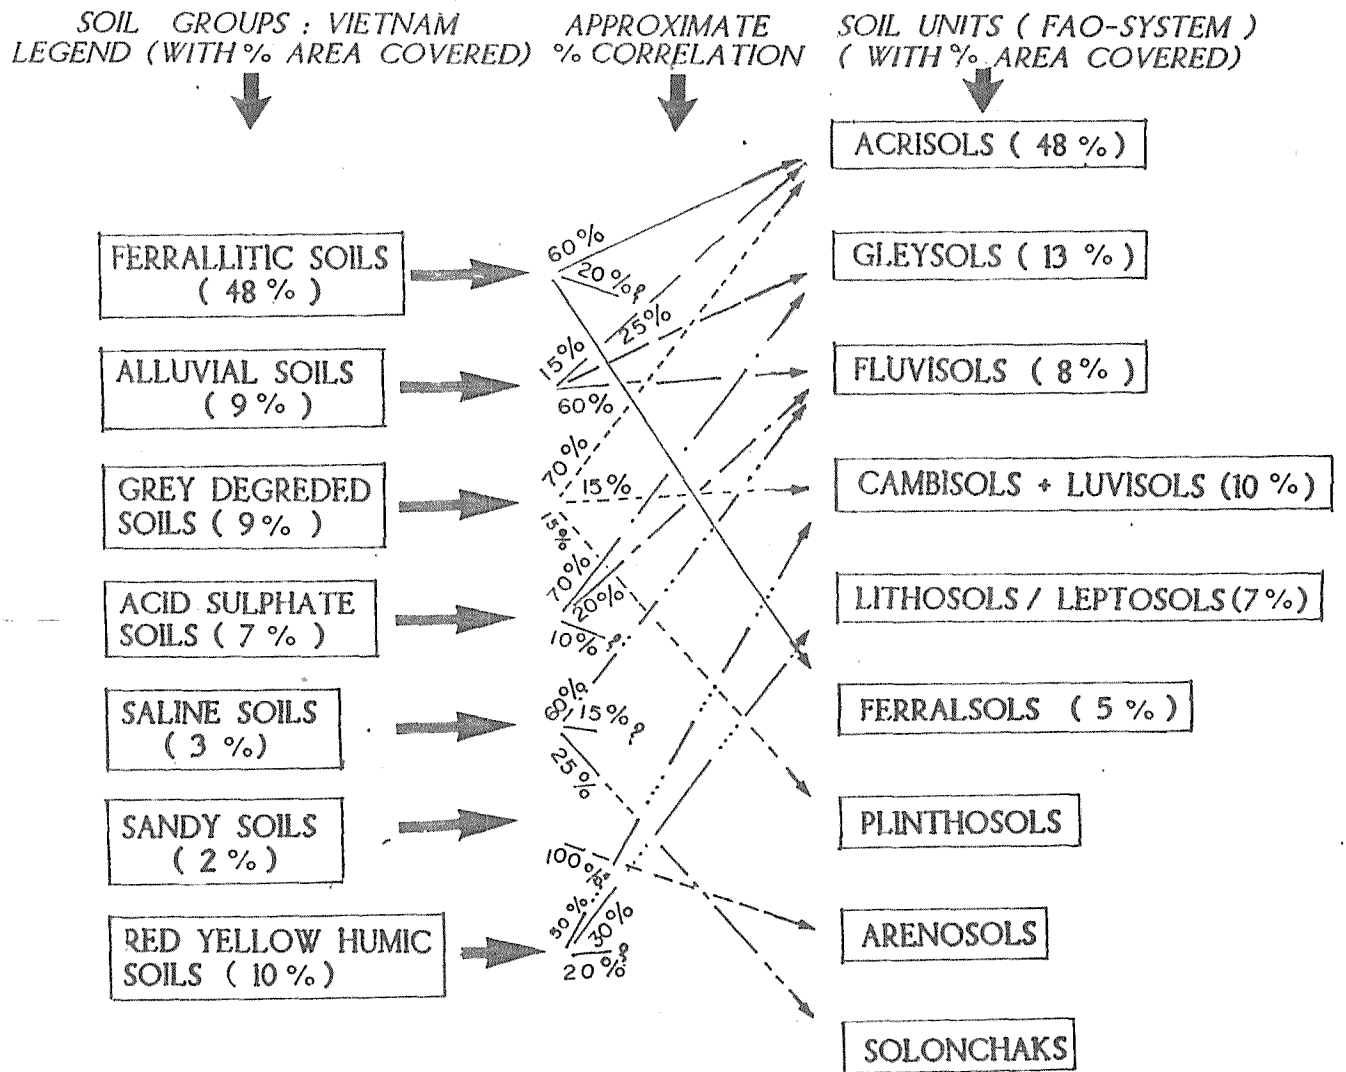 SOIL GROUPS : VIETNAM
LEGEND (WITH % AREA COVERED)
APPROXIMATE
% CORRELATION
SOIL UNITS ( FAO-SYSTEM )
( WITH % AREA COVERED)
FERRALLITIC SOILS
( 48 % )
ALLUVIAL SOILS
( 9 % )
GREY DEGREDED
SOILS ( 9 % )
ACID SULPHATE
SOILS ( 7 % )
SALINE SOILS
( 3 %)
SANDY SOILS
( 2 % )
RED YELLOW HUMIC
SOILS ( 10 % )
60%
20%?
15%
25%
60%
70%
15%
15%
70%
20%
10% ?
60%
15% ?
25%
100%
50%
30%
20% ?
ACRISOLS ( 48 % )
GLEYSOLS ( 13 % )
FLUVISOLS ( 8 % )
CAMBISOLS + LUVISOLS (10 %)
LITHOSOLS / LEPTOSOLS (7 %)
FERRALSOLS ( 5 % )
PLINTHOSOLS
ARENOSOLS
SOLONCHAKS